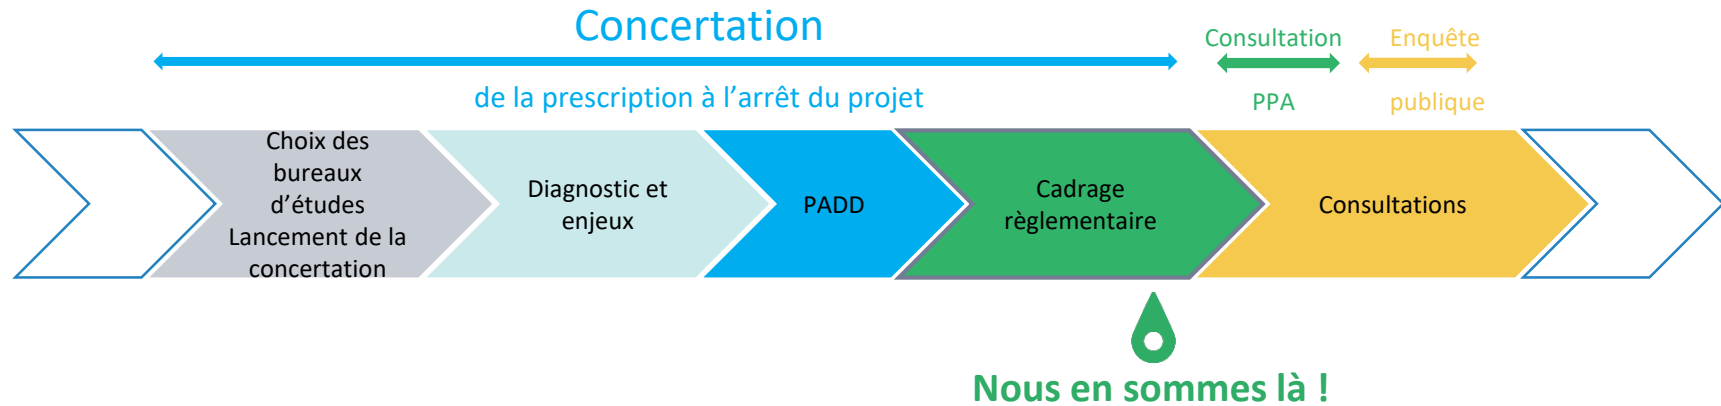 Concertation
de la prescription à l’arrêt du projet
Consultation
PPA
Enquête
publique
Choix des
bureaux
d’études
Lancement de la
concertation
Diagnostic et
enjeux
PADD
Cadrage
règlementaire
Consultations
Nous en sommes là !